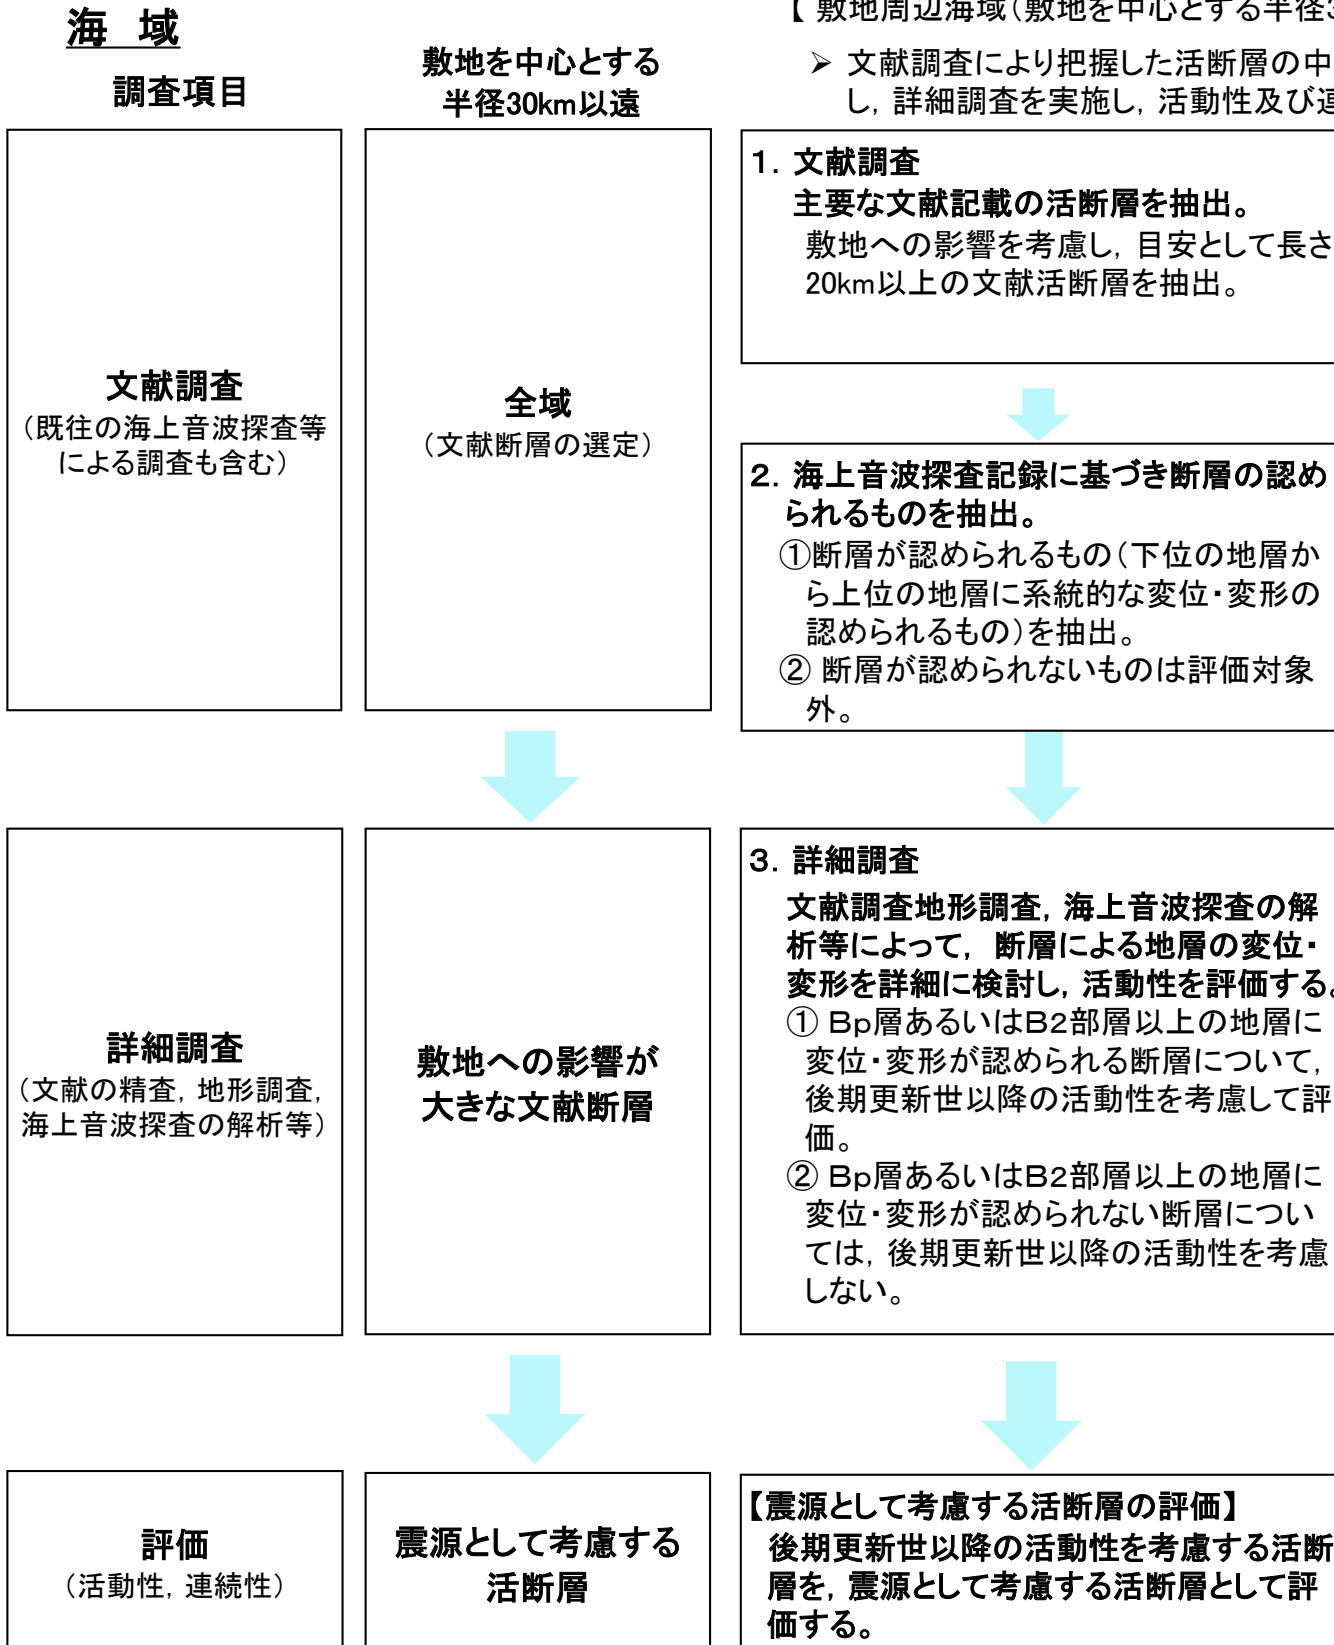 海 域
調査項目
敷地を中心とする
半径30km以遠
【 敷地周辺海域（敷地を中心とする半径3
➢ 文献調査により把握した活断層の中
し，詳細調査を実施し，活動性及び連
文献調査
（既往の海上音波探査等
による調査も含む）
全域
（文献断層の選定）
１．文献調査
主要な文献記載の活断層を抽出。
敷地への影響を考慮し，目安として長さ
20km以上の文献活断層を抽出。
２．海上音波探査記録に基づき断層の認め
られるものを抽出。
①断層が認められるもの（下位の地層か
ら上位の地層に系統的な変位・変形の
認められるもの）を抽出。
② 断層が認められないものは評価対象
外。
詳細調査
（文献の精査，地形調査，
海上音波探査の解析等）
敷地への影響が
大きな文献断層
３．詳細調査
文献調査地形調査，海上音波探査の解
析等によって， 断層による地層の変位・
変形を詳細に検討し，活動性を評価する。
① Ｂｐ層あるいはＢ２部層以上の地層に
変位・変形が認められる断層について，
後期更新世以降の活動性を考慮して評
価。
② Ｂｐ層あるいはＢ２部層以上の地層に
変位・変形が認められない断層につい
ては，後期更新世以降の活動性を考慮
しない。
評価
（活動性，連続性）
震源として考慮する
活断層
【震源として考慮する活断層の評価】
後期更新世以降の活動性を考慮する活断
層を，震源として考慮する活断層として評
価する。